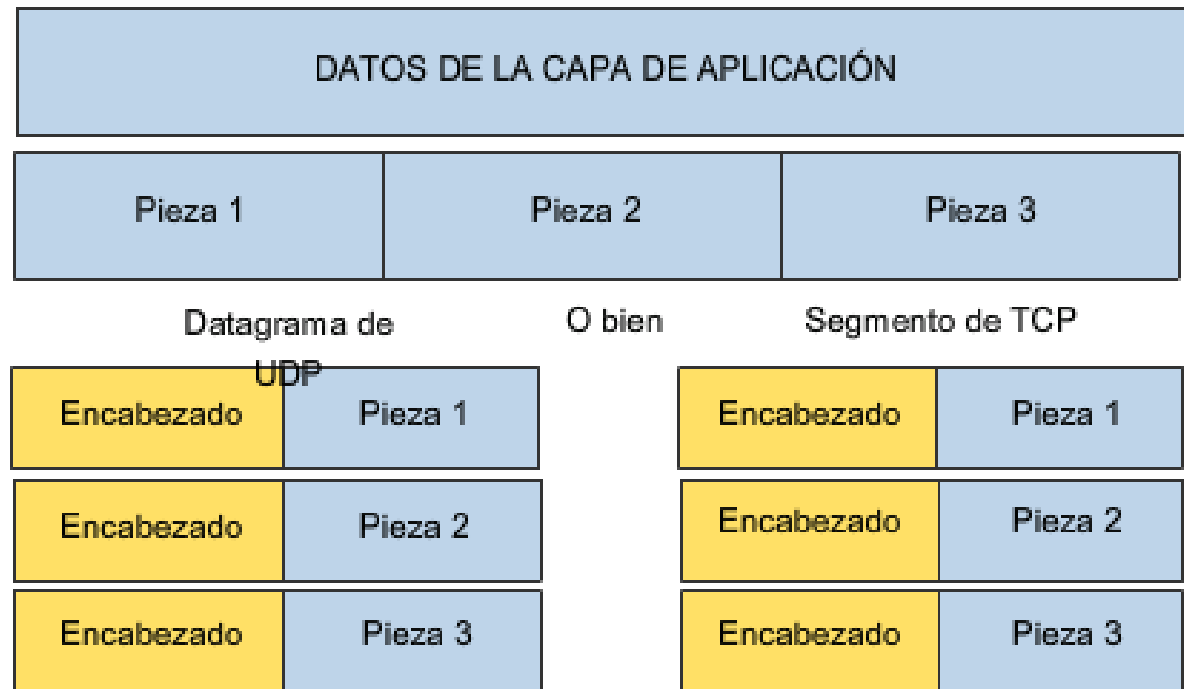 DATOS DE LA CAPA DE APLICACIÓN
Pieza 1
Pieza 2
Pieza 3
Datagrama de
UDP
O bien
Segmento de TCP
Encabezado
Pieza 1
Encabezado
Pieza 1
Encabezado
Pieza 2
Encabezado
Pieza 2
Encabezado
Pieza 3
Encabezado
Pieza 3